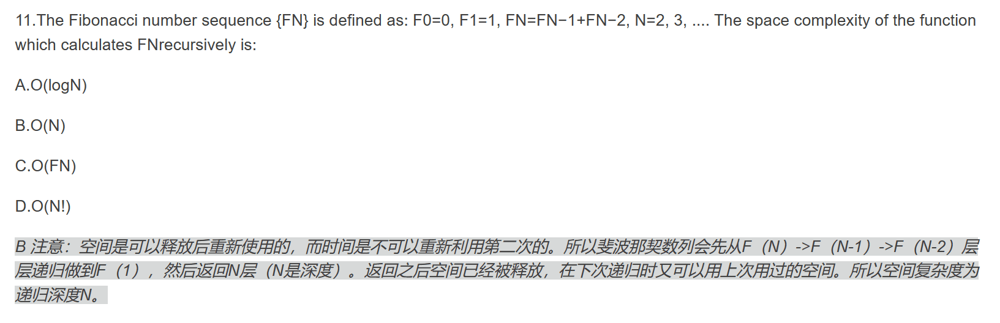 11.The Fibonacci number sequence {FN} is defined as: F0=0, F1=1, FN=FN−1+FN−2, N=2, 3, .... The space complexity of the function
which calculates FNrecursively is:
A.O(logN)
B.O(N)
C.O(FN)
D.O(N!)
B 注意：空间是可以释放后重新使用的，而时间是不可以重新利用第二次的。所以斐波那契数列会先从F（N）->F（N-1）->F（N-2）层
层递归做到F（1），然后返回N层（N是深度）。返回之后空间已经被释放，在下次递归时又可以用上次用过的空间。所以空间复杂度为
递归深度N。